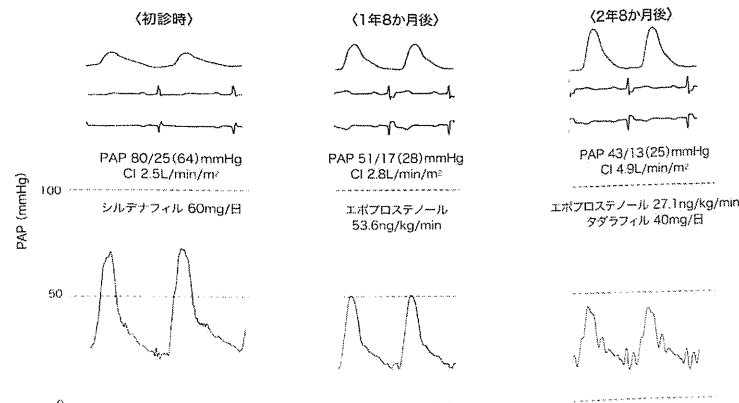 〈初診時〉
〈1年8か月後〉
〈2年8か月後〉
PAP 80/25(64)mmHg
CI 2.5L/min/m²
PAP 51/17(28)mmHg
CI 2.8L/min/m²
PAP 43/13(25)mmHg
CI 4.9L/min/m²
PAP (mmHg)
100
シルデナフィル 60mg/日
エポプロステノール
53.6ng/kg/min
エポプロステノール 27.1ng/kg/min
タダラフィル 40mg/日
50
0